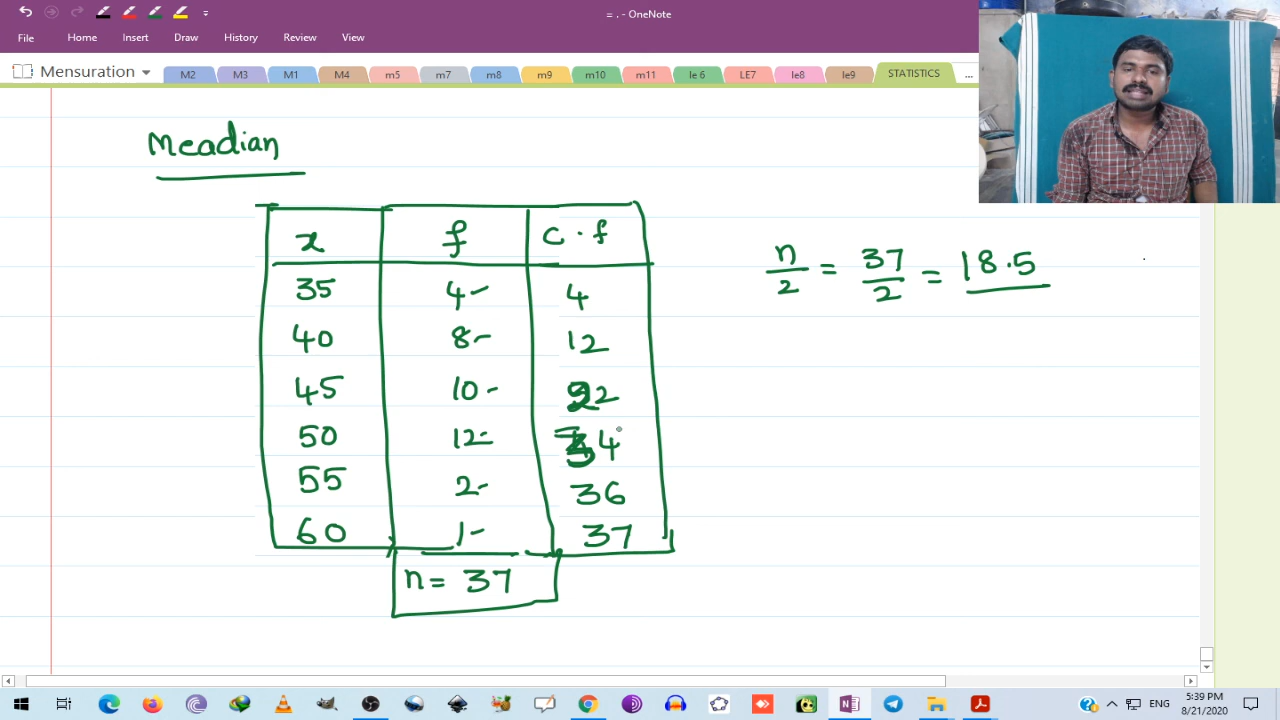 = , - OneNote
File Home Insert Draw History Review View
Mensuration M2 M3 M1 M4 m5 m7 m8 m9 m10 m11 le 6 LE7 le8 le9 STATISTICS ...
Meadian
x f c.f
35 4- 4
40 8- 12
45 10- 22
50 12- 34
55 2- 36
60 1- 37
n = 37
n/2 = 37/2 = 18.5
ENG
5:39 PM
8/21/2020